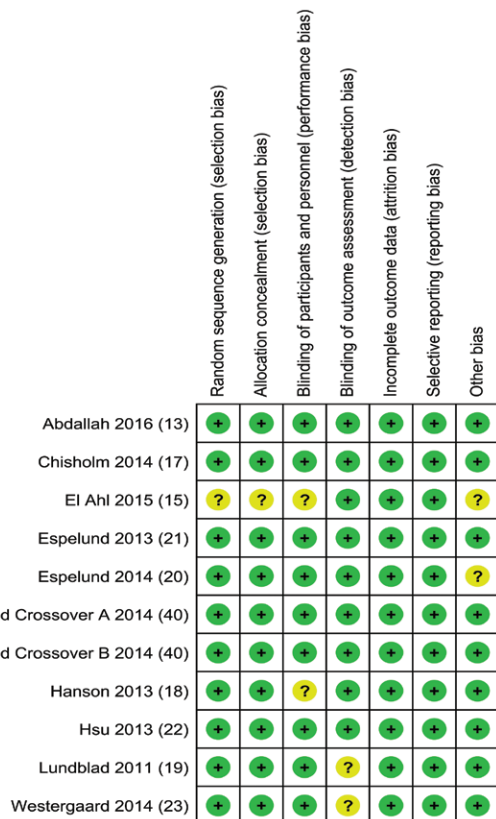 Random sequence generation (selection bias)
Allocation concealment (selection bias)
Blinding of participants and personnel (performance bias)
Blinding of outcome assessment (detection bias)
Incomplete outcome data (attrition bias)
Selective reporting (reporting bias)
Other bias
Abdallah 2016 (13) + + + + + + +
Chisholm 2014 (17) + + + + + + +
El Ahl 2015 (15) ? ? ? + + + ?
Espelund 2013 (21) + + + + + + +
Espelund 2014 (20) + + + + + + ?
d Crossover A 2014 (40) + + + + + + +
d Crossover B 2014 (40) + + + + + + +
Hanson 2013 (18) + + ? + + + +
Hsu 2013 (22) + + + + + + +
Lundblad 2011 (19) + + + ? + + +
Westergaard 2014 (23) + + + ? + + +